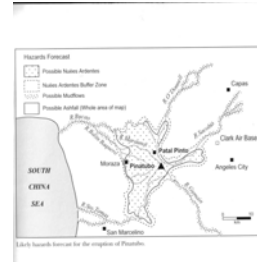 Hazards Forecast
Possible Nuées Ardentes
Nuées Ardentes Buffer Zone
Possible Mudflows
Possible Ashfall (Whole area of map)
R.O'Donnell
Capas
Clark Air Base
Patal Pinto
Moraza
Pinatubo
Angeles City
SOUTH
CHINA
SEA
San Marcelino
Likely hazards forecast for the eruption of Pinatubo.